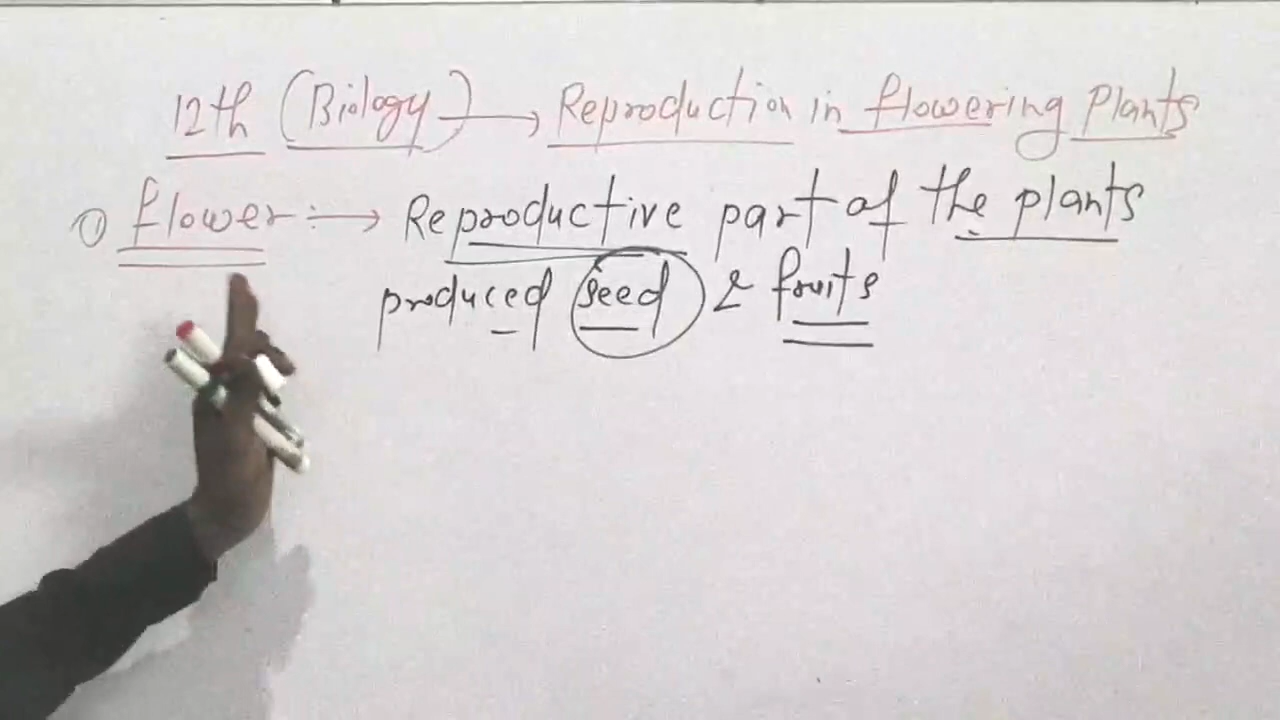 12th (Biology) → Reproduction in flowering Plants
① flower :→ Reproductive part of the plants
produced seed & fruits